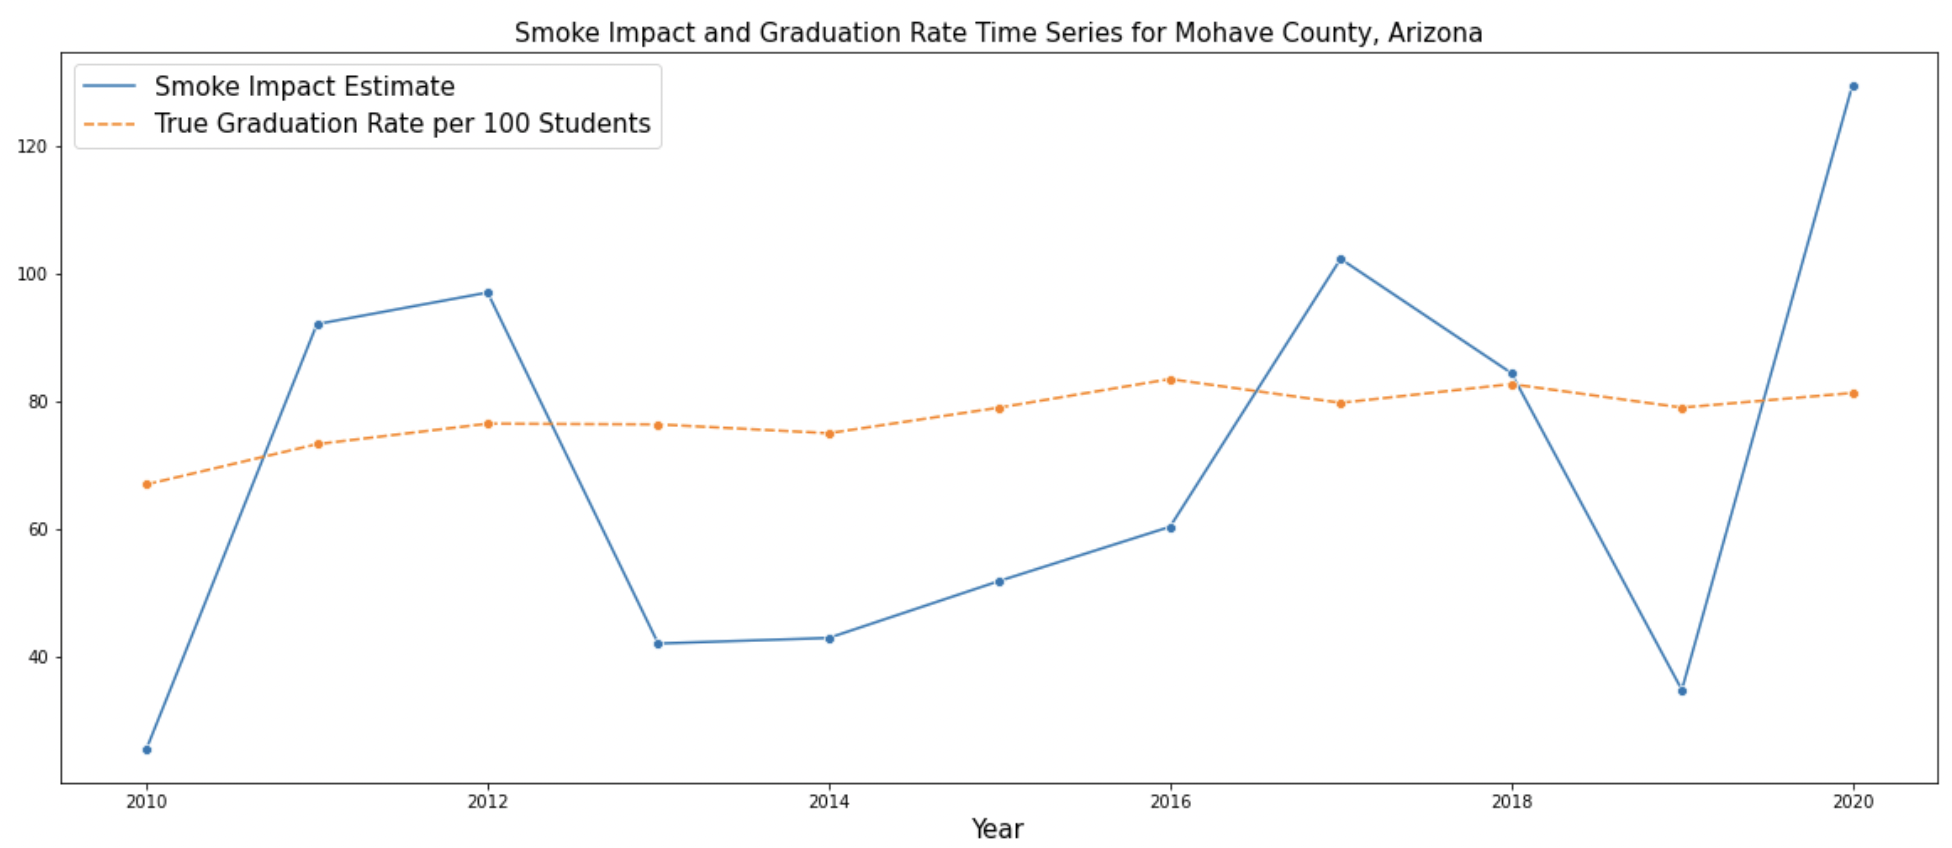 Smoke Impact and Graduation Rate Time Series for Mohave County, Arizona
Smoke Impact Estimate
True Graduation Rate per 100 Students
120
100
80
60
40
2010 2012 2014 2016 2018 2020
Year